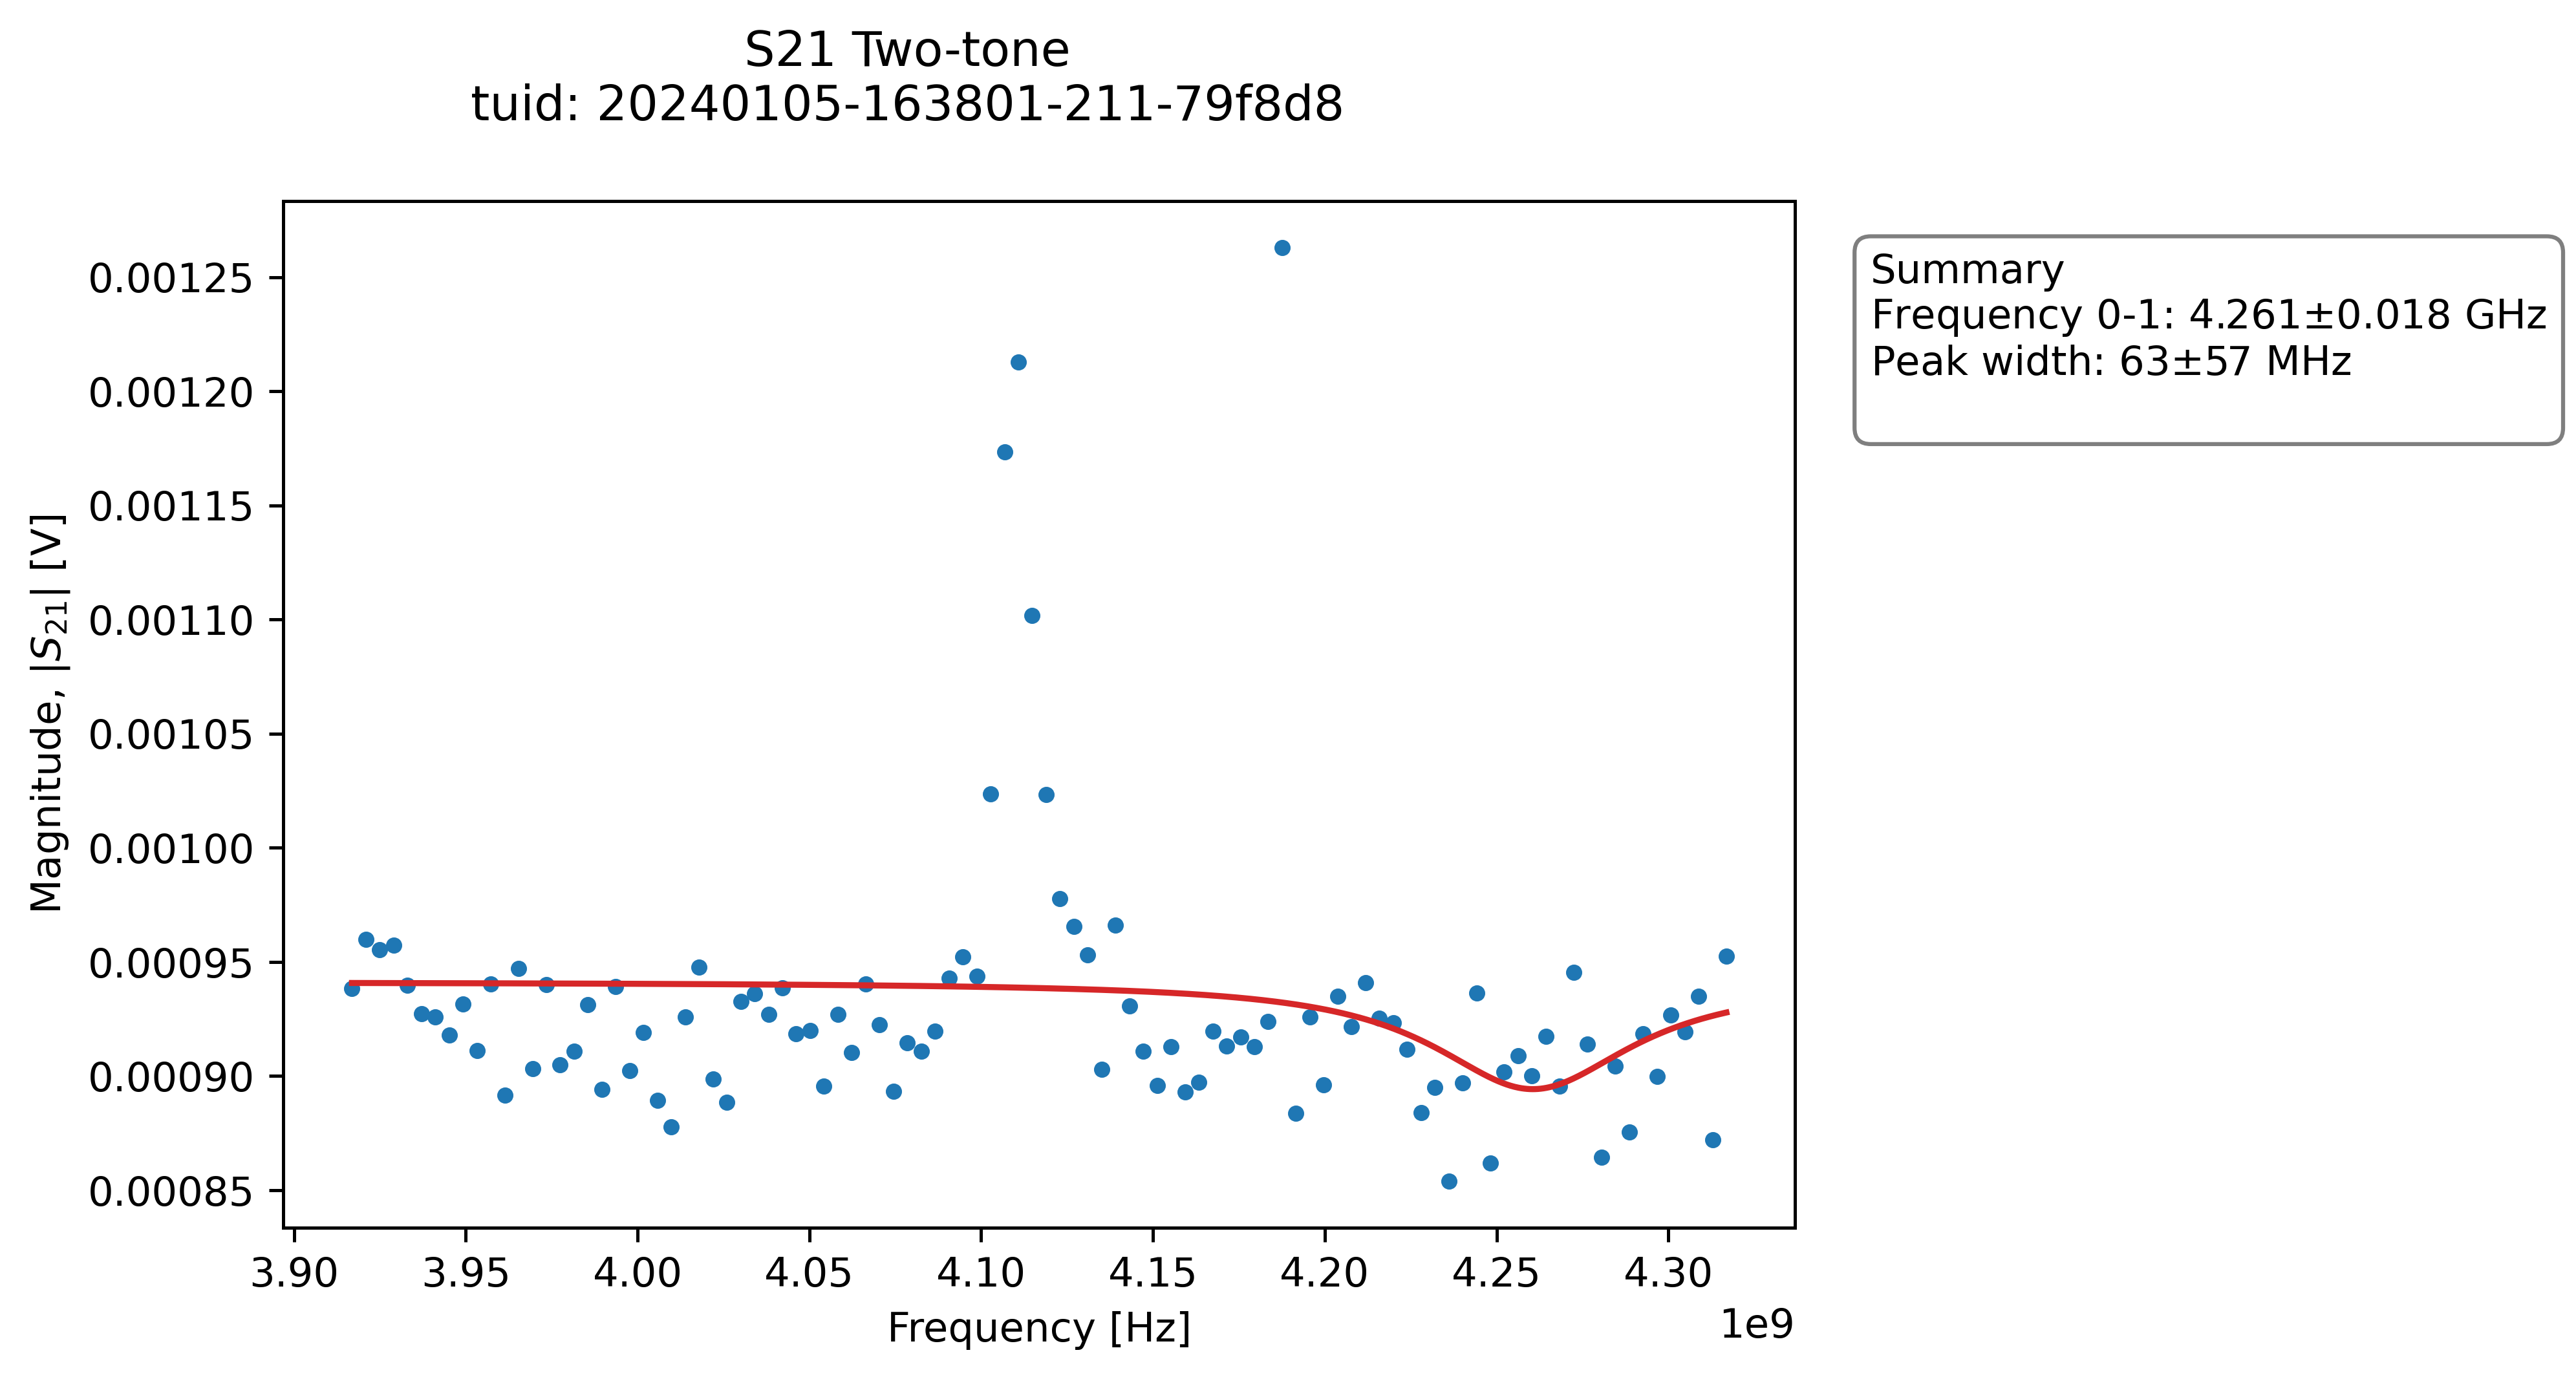 S21 Two-tone
tuid: 20240105-163801-211-79f8d8
Summary
Frequency 0-1: 4.261±0.018 GHz
Peak width: 63±57 MHz
Magnitude, |S21| [V]
0.00125
0.00120
0.00115
0.00110
0.00105
0.00100
0.00095
0.00090
0.00085
3.90 3.95 4.00 4.05 4.10 4.15 4.20 4.25 4.30
Frequency [Hz]
1e9